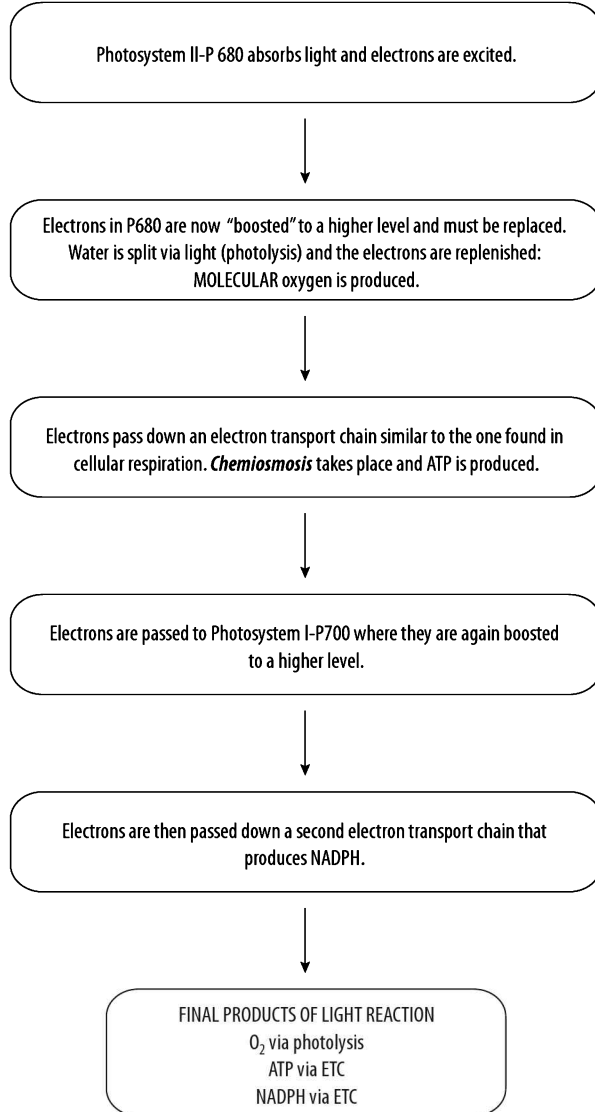 Photosystem II-P 680 absorbs light and electrons are excited.
Electrons in P680 are now “boosted” to a higher level and must be replaced.
Water is split via light (photolysis) and the electrons are replenished:
MOLECULAR oxygen is produced.
Electrons pass down an electron transport chain similar to the one found in
cellular respiration. Chemiosmosis takes place and ATP is produced.
Electrons are passed to Photosystem I-P700 where they are again boosted
to a higher level.
Electrons are then passed down a second electron transport chain that
produces NADPH.
FINAL PRODUCTS OF LIGHT REACTION
O₂ via photolysis
ATP via ETC
NADPH via ETC